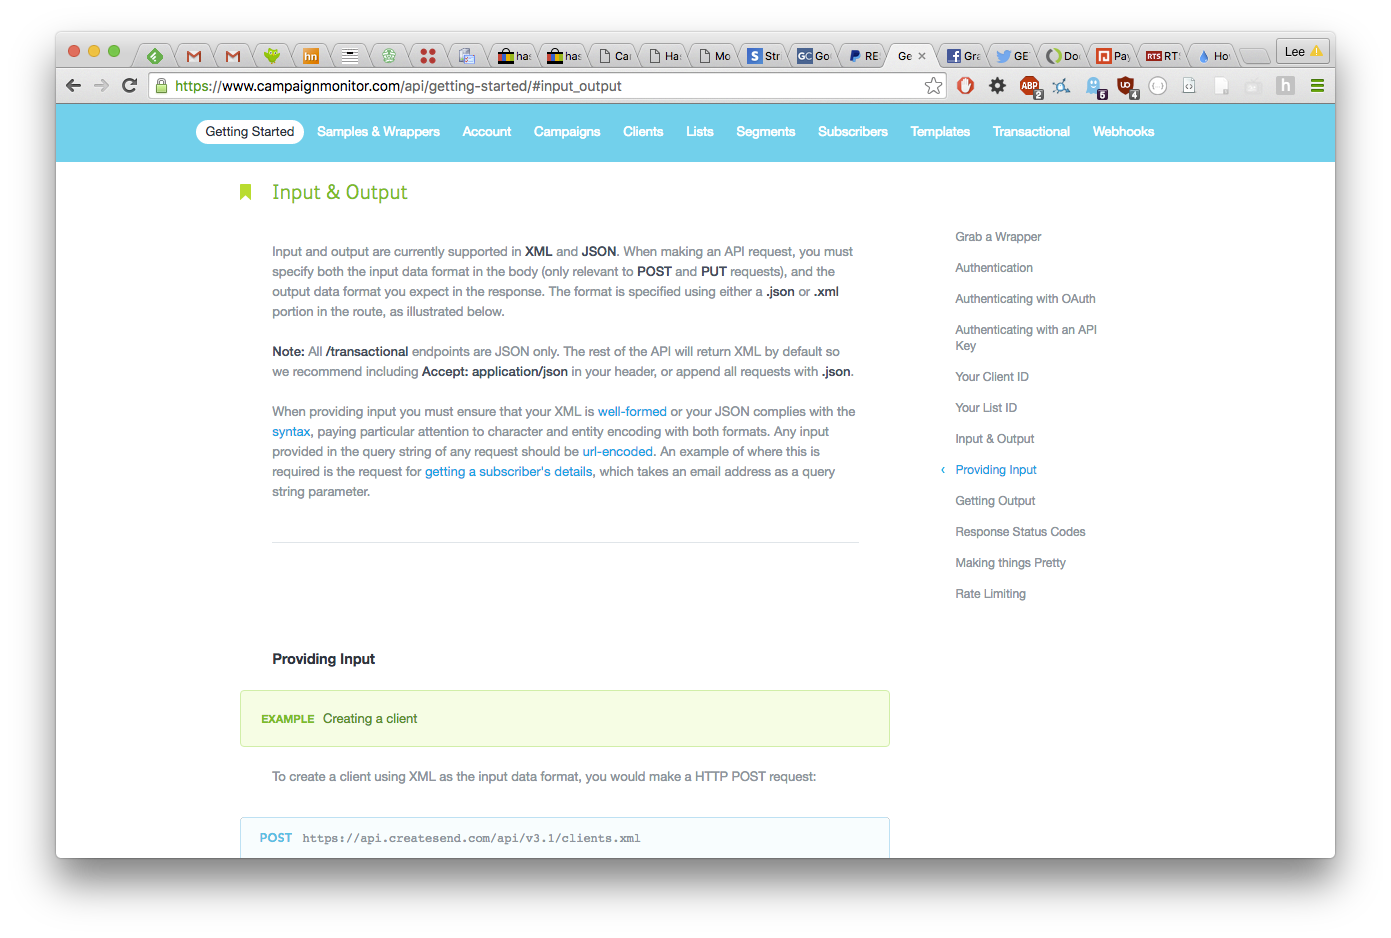 hn
has
has
Ca
Ha
Mo
S Stri
GC Go
RE
Ge ×
Gra
GE
Do
Pay
RTS RTS
Ho
Lee
https://www.campaignmonitor.com/api/getting-started/#input_output
ABP 2
6
UD 4
h
Getting Started Samples & Wrappers Account Campaigns Clients Lists Segments Subscribers Templates Transactional Webhooks
Input & Output
Input and output are currently supported in XML and JSON. When making an API request, you must
specify both the input data format in the body (only relevant to POST and PUT requests), and the
output data format you expect in the response. The format is specified using either a .json or .xml
portion in the route, as illustrated below.
Note: All /transactional endpoints are JSON only. The rest of the API will return XML by default so
we recommend including Accept: application/json in your header, or append all requests with .json.
When providing input you must ensure that your XML is well-formed or your JSON complies with the
syntax, paying particular attention to character and entity encoding with both formats. Any input
provided in the query string of any request should be url-encoded. An example of where this is
required is the request for getting a subscriber's details, which takes an email address as a query
string parameter.
Grab a Wrapper
Authentication
Authenticating with OAuth
Authenticating with an API
Key
Your Client ID
Your List ID
Input & Output
‹ Providing Input
Getting Output
Response Status Codes
Making things Pretty
Rate Limiting
Providing Input
EXAMPLE Creating a client
To create a client using XML as the input data format, you would make a HTTP POST request:
POST https://api.createsend.com/api/v3.1/clients.xml